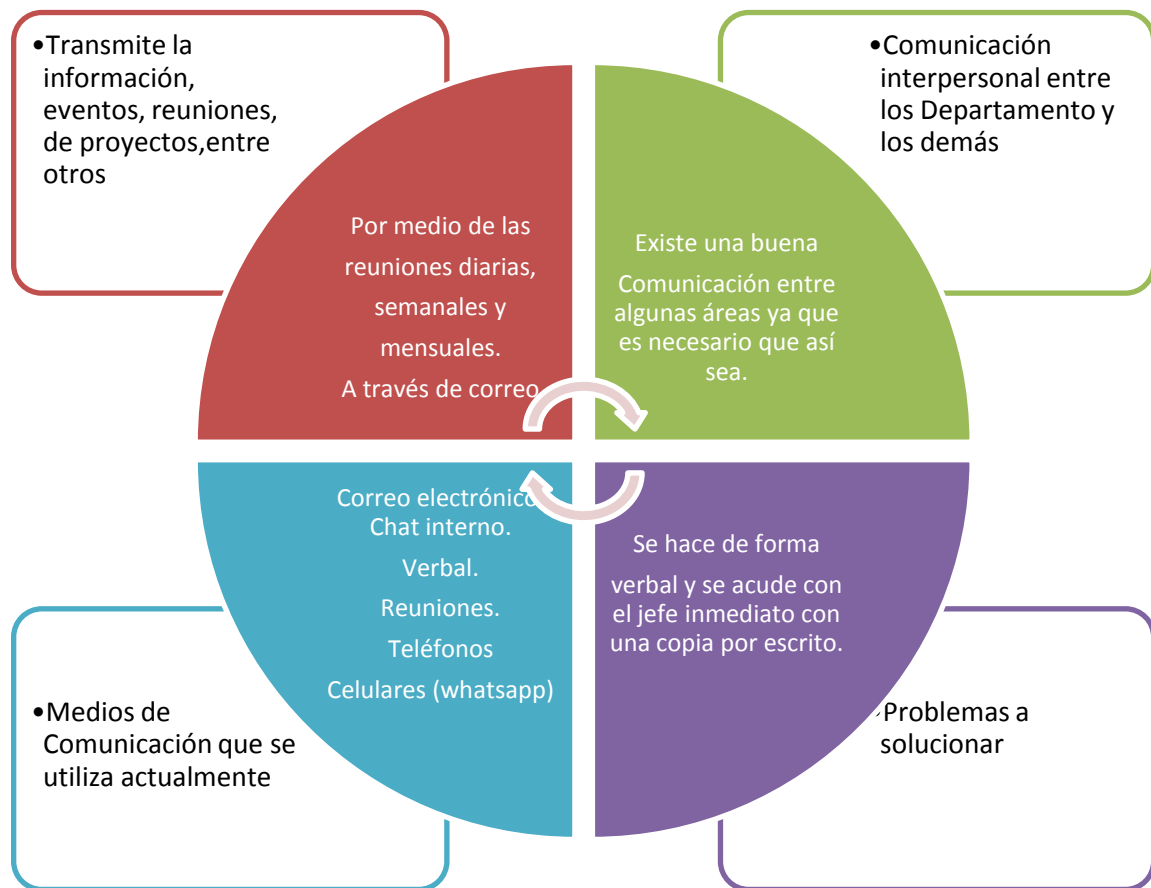 •Transmite la
información,
eventos, reuniones,
de proyectos,entre
otros
Por medio de las
reuniones diarias,
semanales y
mensuales.
A través de correo
•Comunicación
interpersonal entre
los Departamento y
los demás
Existe una buena
Comunicación entre
algunas áreas ya que
es necesario que así
sea.
•Medios de
Comunicación que se
utiliza actualmente
Correo electrónico
Chat interno.
Verbal.
Reuniones.
Teléfonos
Celulares (whatsapp)
•Problemas a
solucionar
Se hace de forma
verbal y se acude con
el jefe inmediato con
una copia por escrito.